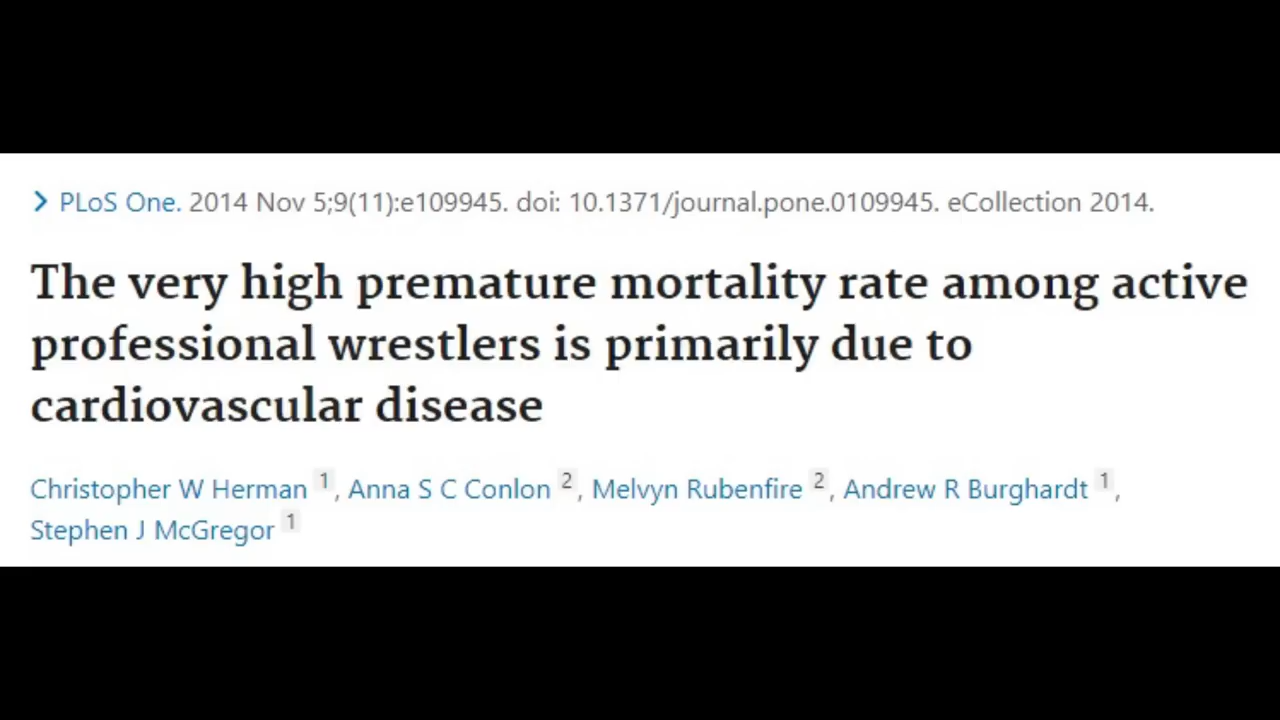 PLoS One. 2014 Nov 5;9(11):e109945. doi: 10.1371/journal.pone.0109945. eCollection 2014.
The very high premature mortality rate among active
professional wrestlers is primarily due to
cardiovascular disease
Christopher W Herman 1, Anna S C Conlon 2, Melvyn Rubenfire 2, Andrew R Burghardt 1,
Stephen J McGregor 1